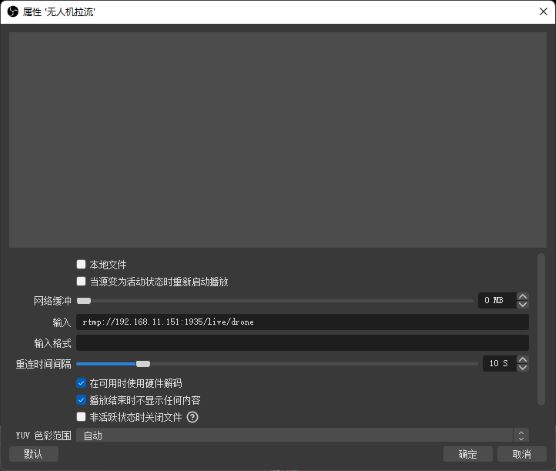 属性 '无人机拉流'
本地文件
当源变为活动状态时重新启动播放
网络缓冲 0 MB
输入 rtmp://192.168.11.151:1935/live/drone
输入格式
重连时间间隔 10 S
在可用时使用硬件解码
播放结束时不显示任何内容
非活跃状态时关闭文件 ?
YUV 色彩范围 自动
默认 确定 取消